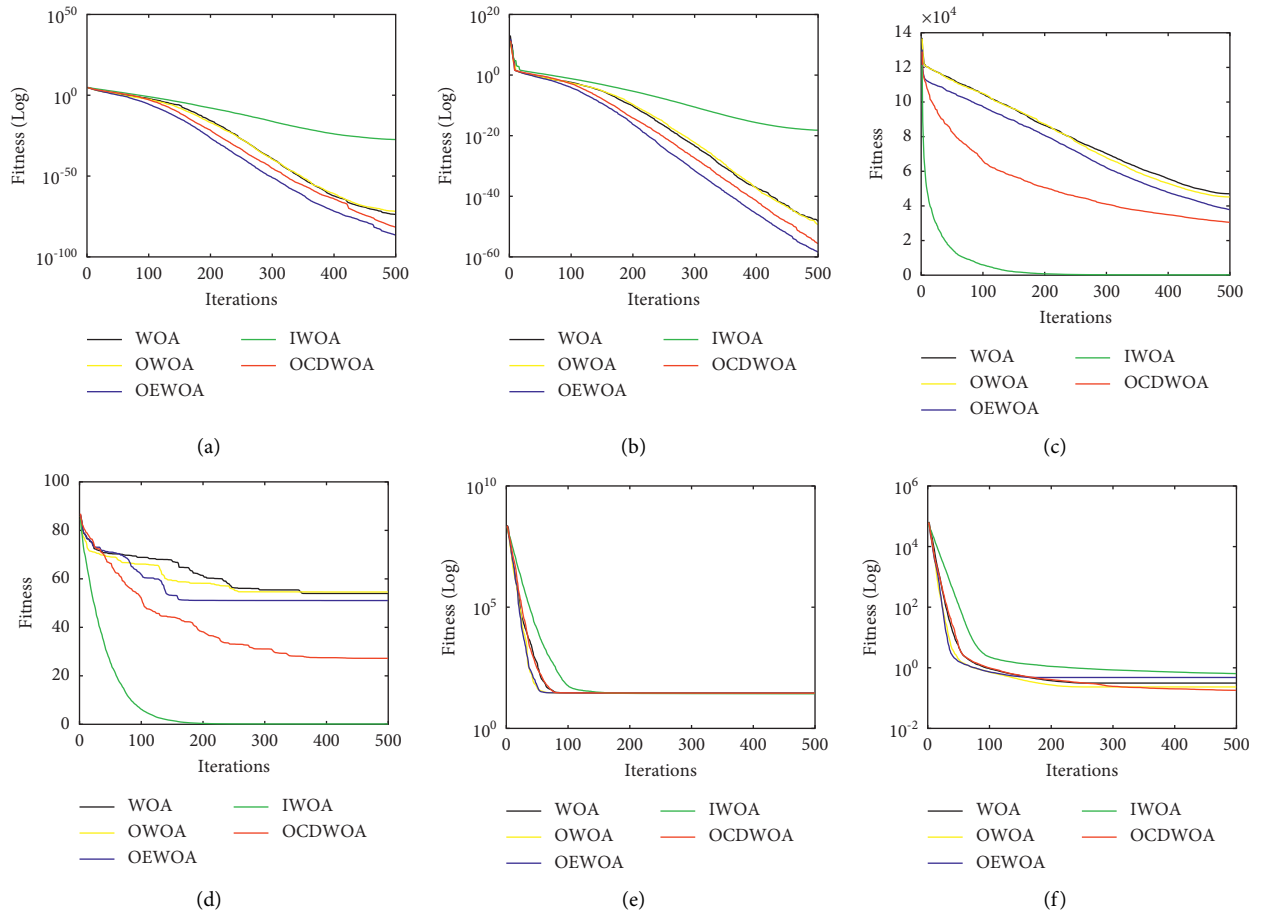 10^50
10^0
10^-50
10^-100
Fitness (Log)
0 100 200 300 400 500
Iterations
WOA
OWOA
OEWOA
IWOA
OCDWOA
(a)
10^20
10^0
10^-20
10^-40
10^-60
Fitness (Log)
0 100 200 300 400 500
Iterations
WOA
OWOA
OEWOA
IWOA
OCDWOA
(b)
×10^4
14
12
10
8
6
4
2
0
Fitness
0 100 200 300 400 500
Iterations
WOA
OWOA
OEWOA
IWOA
OCDWOA
(c)
100
80
60
40
20
0
Fitness
0 100 200 300 400 500
Iterations
WOA
OWOA
OEWOA
IWOA
OCDWOA
(d)
10^10
10^5
10^0
Fitness (Log)
0 100 200 300 400 500
Iterations
WOA
OWOA
OEWOA
IWOA
OCDWOA
(e)
10^6
10^4
10^2
10^0
10^-2
Fitness (Log)
0 100 200 300 400 500
Iterations
WOA
OWOA
OEWOA
IWOA
OCDWOA
(f)